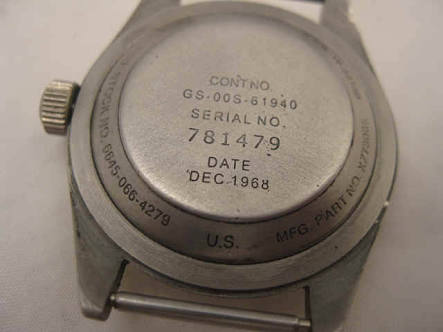 CONT NO.
GS-00S-61940
SERIAL NO.
781479
DATE
DEC 1968
6645-066-4279
U.S.
MFG. PART NO.